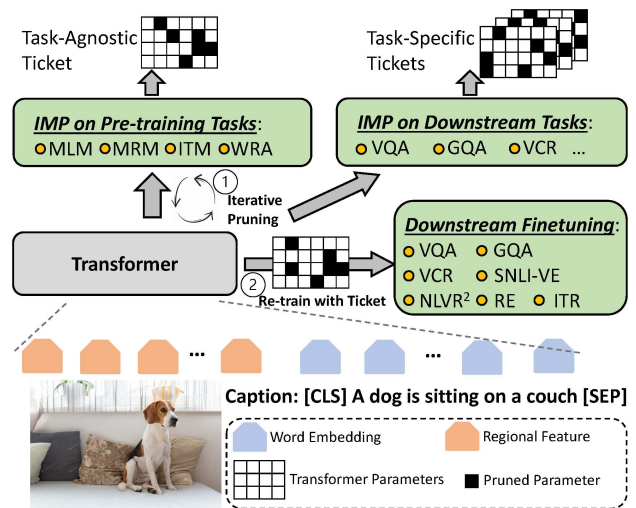 Task-Agnostic
Ticket
Task-Specific
Tickets
IMP on Pre-training Tasks:
MLM MRM ITM WRA
IMP on Downstream Tasks:
VQA GQA VCR ...
1
Iterative
Pruning
Transformer
2
Re-train with Ticket
Downstream Finetuning:
VQA GQA
VCR SNLI-VE
NLVR² RE ITR
... ...
Caption: [CLS] A dog is sitting on a couch [SEP]
Word Embedding Regional Feature
Transformer Parameters Pruned Parameter